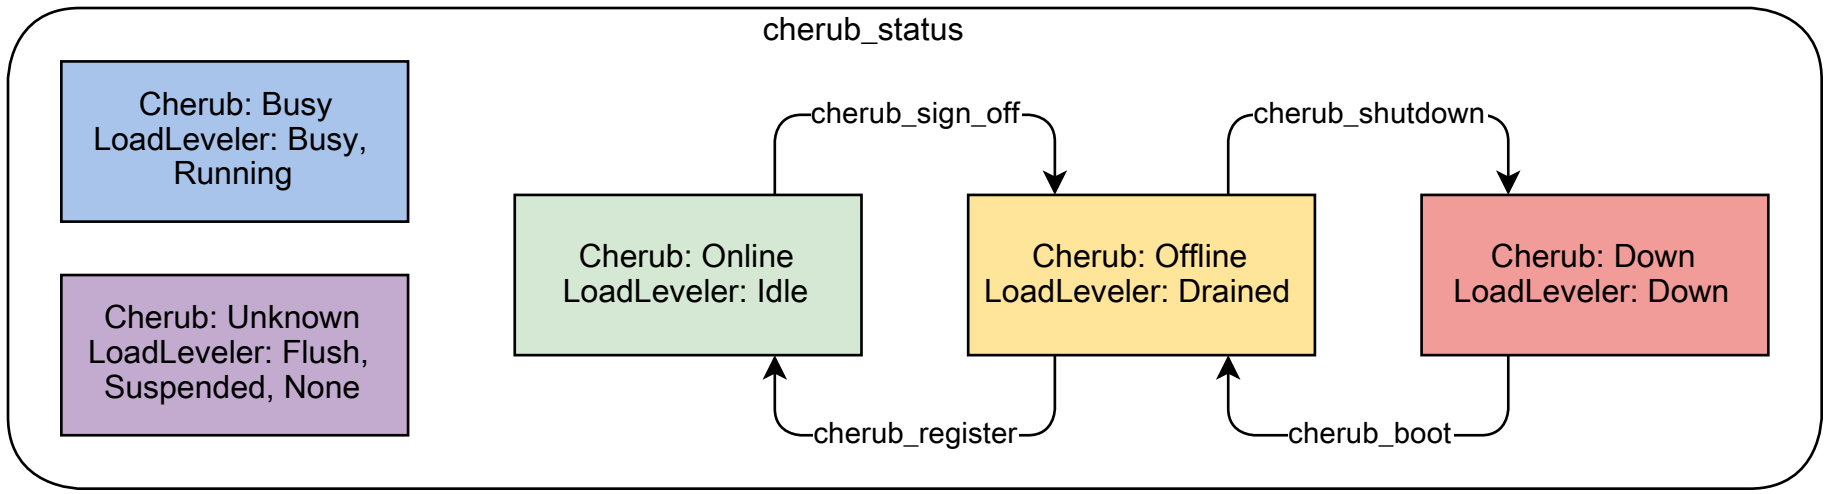 cherub_status
Cherub: Busy
LoadLeveler: Busy,
Running
Cherub: Unknown
LoadLeveler: Flush,
Suspended, None
cherub_sign_off
cherub_shutdown
Cherub: Online
LoadLeveler: Idle
Cherub: Offline
LoadLeveler: Drained
Cherub: Down
LoadLeveler: Down
cherub_register
cherub_boot